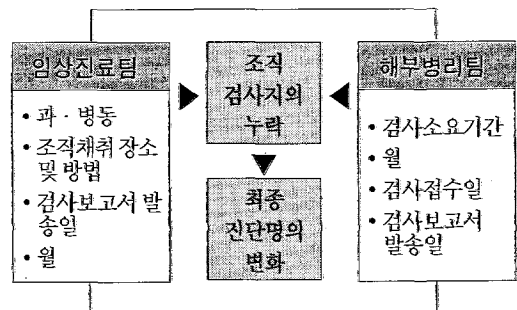 임상진료팀
• 과 · 병동
• 조직채취 장소
및 방법
• 검사보고서 발
송일
• 월
조직
검사지의
누락
최종
진단명의
변화
해부병리팀
• 검사소요기간
• 월
• 검사접수일
• 검사보고서
발송일